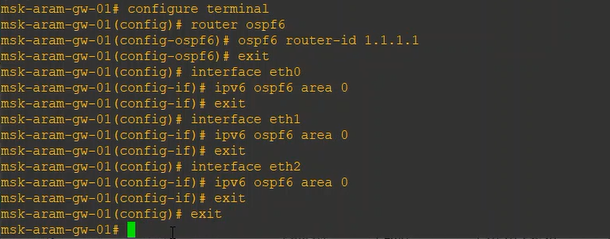 msk-aram-gw-01# configure terminal
msk-aram-gw-01(config)# router ospf6
msk-aram-gw-01(config-ospf6)# ospf6 router-id 1.1.1.1
msk-aram-gw-01(config-ospf6)# exit
msk-aram-gw-01(config)# interface eth0
msk-aram-gw-01(config-if)# ipv6 ospf6 area 0
msk-aram-gw-01(config-if)# exit
msk-aram-gw-01(config)# interface eth1
msk-aram-gw-01(config-if)# ipv6 ospf6 area 0
msk-aram-gw-01(config-if)# exit
msk-aram-gw-01(config)# interface eth2
msk-aram-gw-01(config-if)# ipv6 ospf6 area 0
msk-aram-gw-01(config-if)# exit
msk-aram-gw-01(config)# exit
msk-aram-gw-01#